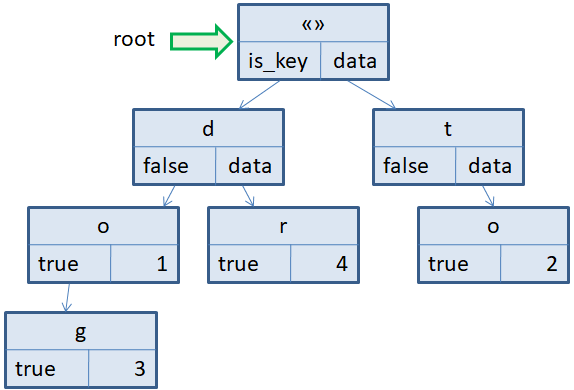 «»
root
is_key data
d
t
false data
false data
o
r
o
true 1
true 4
true 2
g
true 3